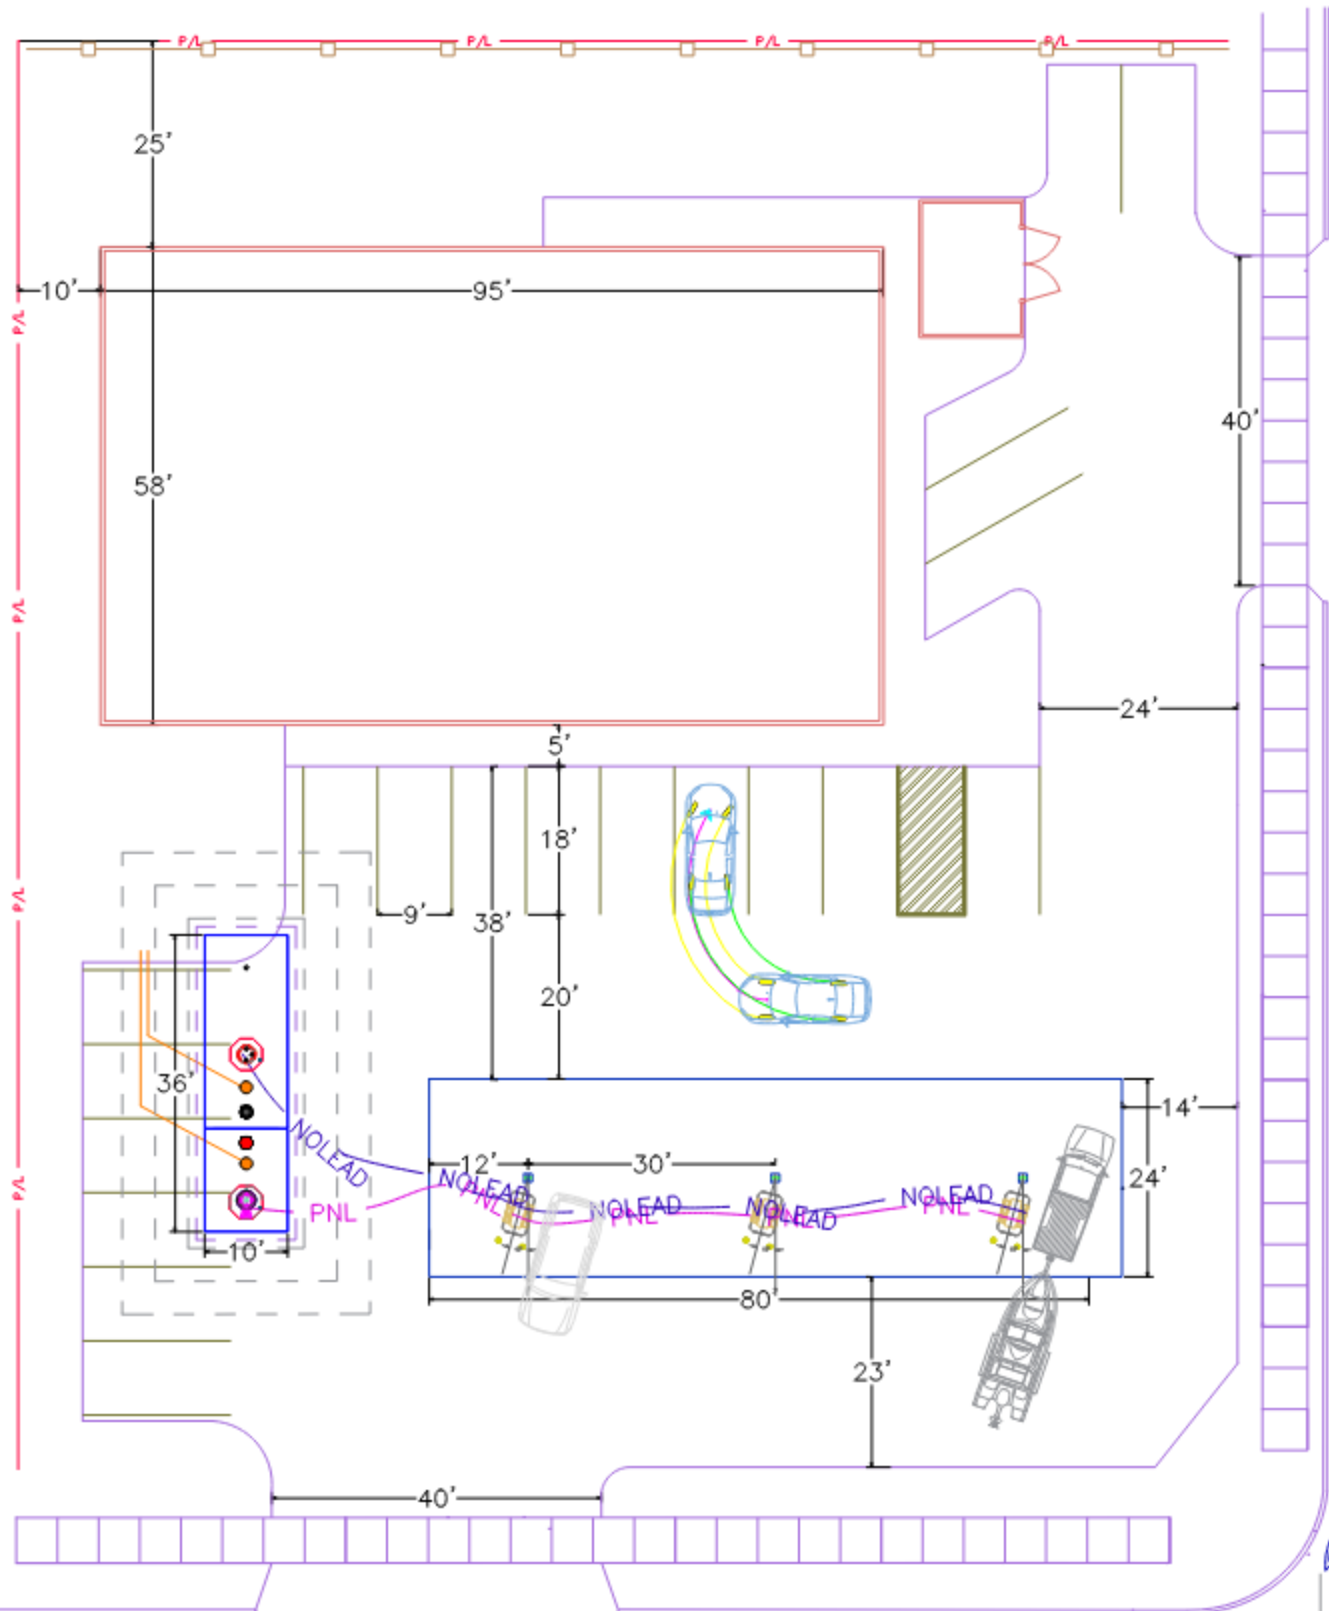 P/L
P/L
P/L
P/L
25'
10'
95'
P/L
40'
58'
P/L
24'
5'
18'
P/L
9'
38'
20'
36'
14'
NOLEAD
12'
30'
24'
P/L
NOLEAD
PNL
NOLEAD
PNL
NOLEAD
PNL
NOLEAD
PNL
PNL
10'
80'
23'
40'